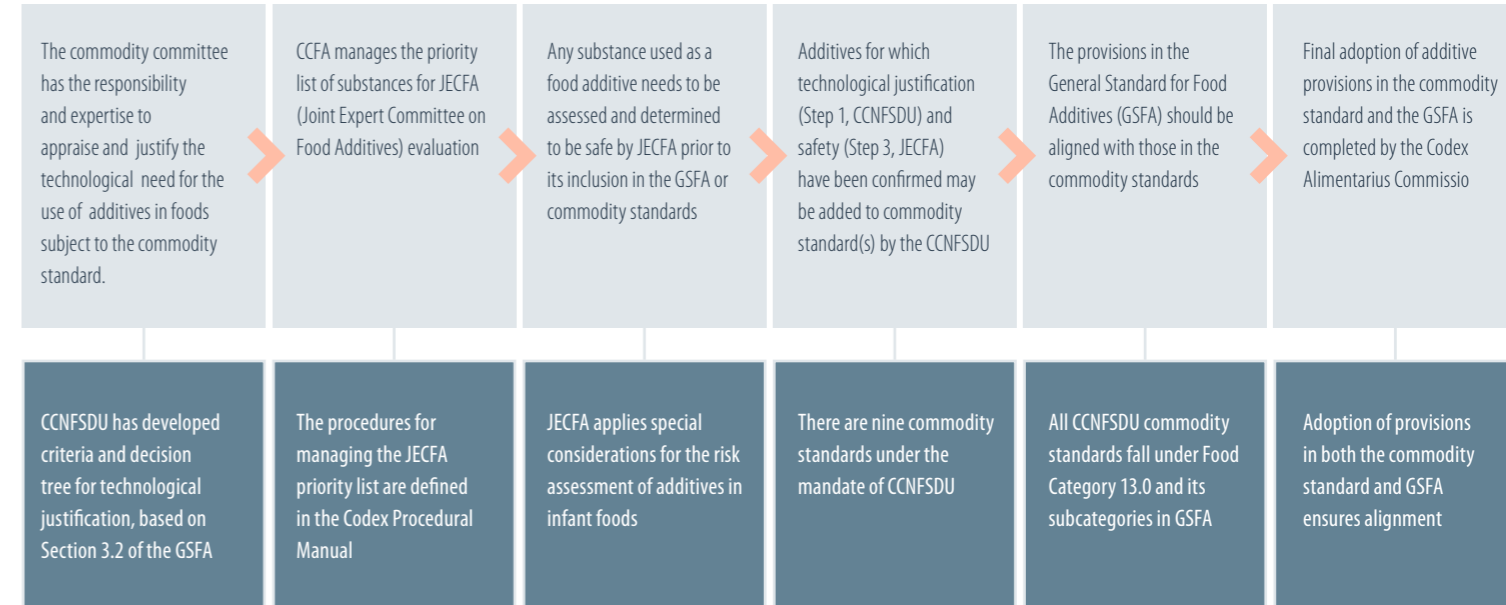 The commodity committee
has the responsibility
and expertise to
appraise and justify the
technological need for the
use of additives in foods
subject to the commodity
standard.
CCFA manages the priority
list of substances for JECFA
(Joint Expert Committee on
Food Additives) evaluation
Any substance used as a
food additive needs to be
assessed and determined
to be safe by JECFA prior to
its inclusion in the GSFA or
commodity standards
Additives for which
technological justification
(Step 1, CCNFSDU) and
safety (Step 3, JECFA)
have been confirmed may
be added to commodity
standard(s) by the CCNFSDU
The provisions in the
General Standard for Food
Additives (GSFA) should be
aligned with those in the
commodity standards
Final adoption of additive
provisions in the commodity
standard and the GSFA is
completed by the Codex
Alimentarius Commissio
CCNFSDU has developed
criteria and decision
tree for technological
justification, based on
Section 3.2 of the GSFA
The procedures for
managing the JECFA
priority list are defined
in the Codex Procedural
Manual
JECFA applies special
considerations for the risk
assessment of additives in
infant foods
There are nine commodity
standards under the
mandate of CCNFSDU
All CCNFSDU commodity
standards fall under Food
Category 13.0 and its
subcategories in GSFA
Adoption of provisions
in both the commodity
standard and GSFA
ensures alignment